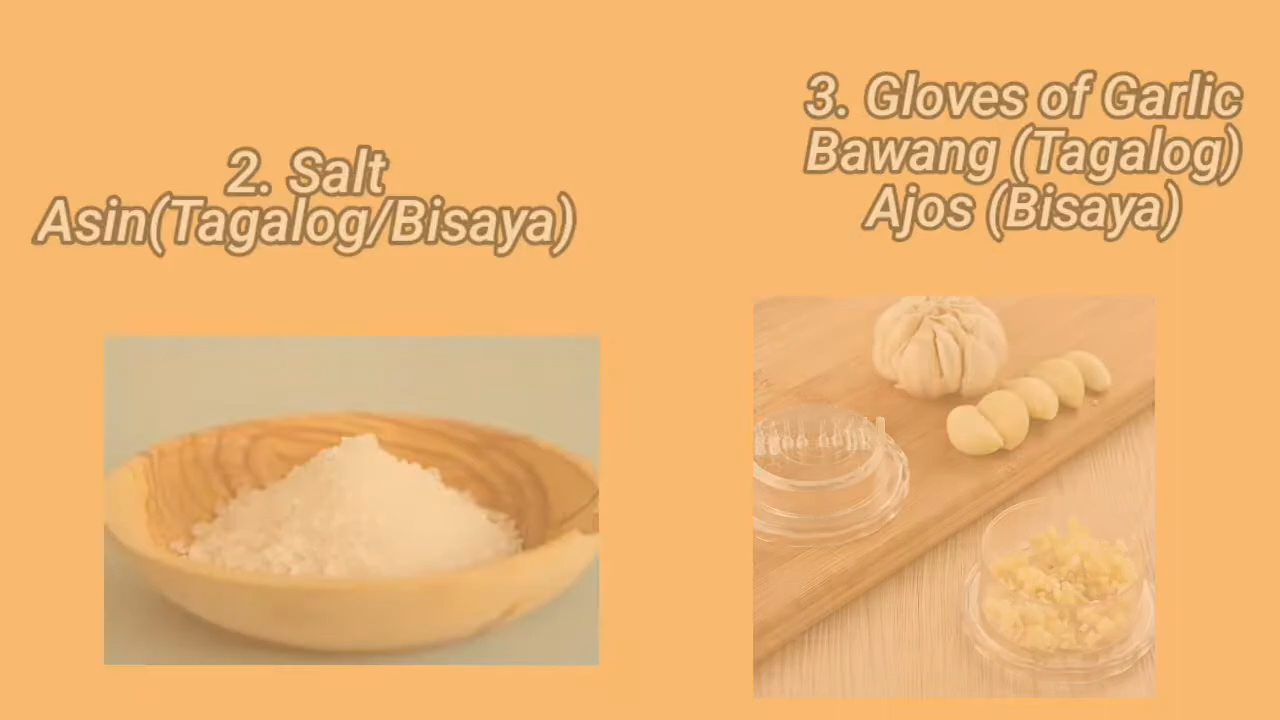 2. Salt
Asin(Tagalog/Bisaya)
3. Gloves of Garlic
Bawang (Tagalog)
Ajos (Bisaya)